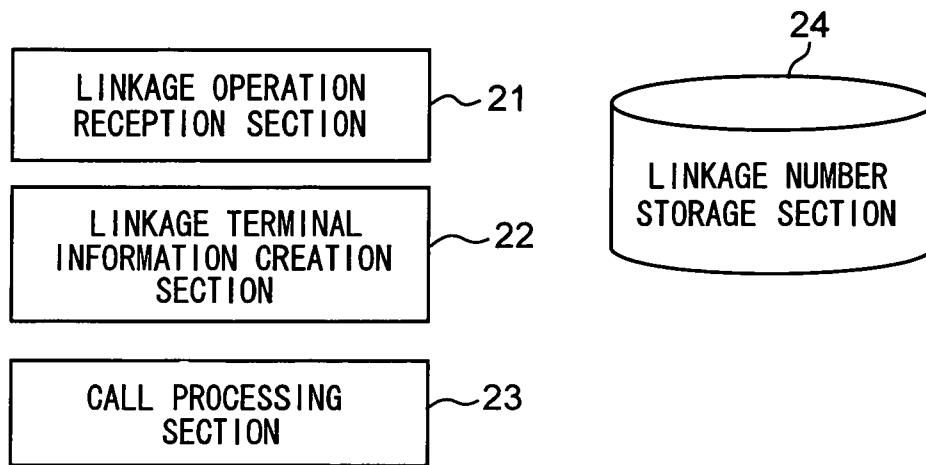 LINKAGE OPERATION
RECEPTION SECTION
21
LINKAGE TERMINAL
INFORMATION CREATION
SECTION
22
CALL PROCESSING
SECTION
23
24
LINKAGE NUMBER
STORAGE SECTION